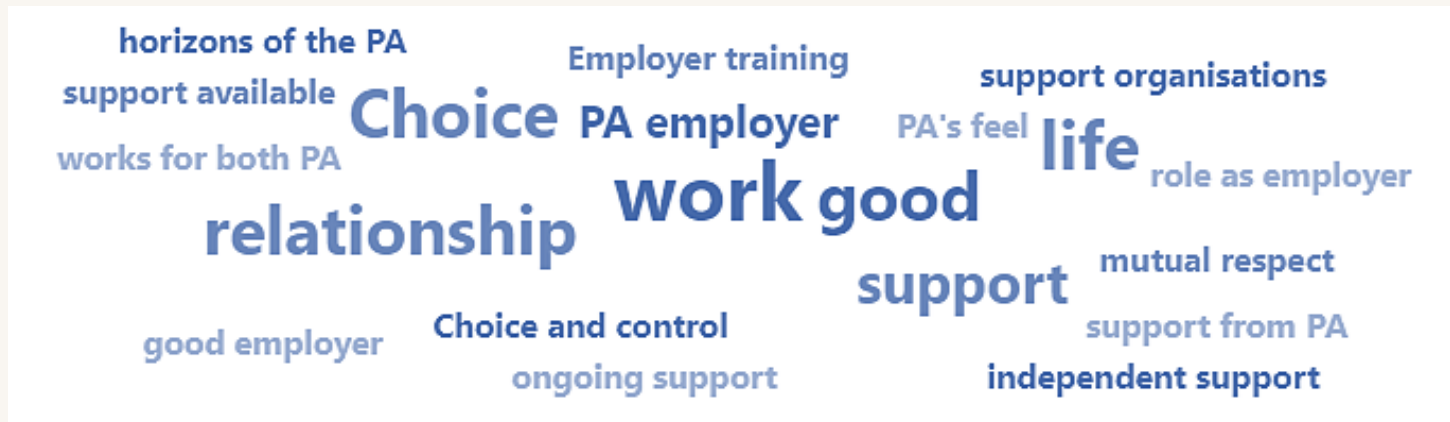 horizons of the PA
Employer training
support organisations
support available
Choice
PA employer
PA's feel
life
works for both PA
role as employer
work
good
relationship
mutual respect
support
Choice and control
support from PA
good employer
ongoing support
independent support